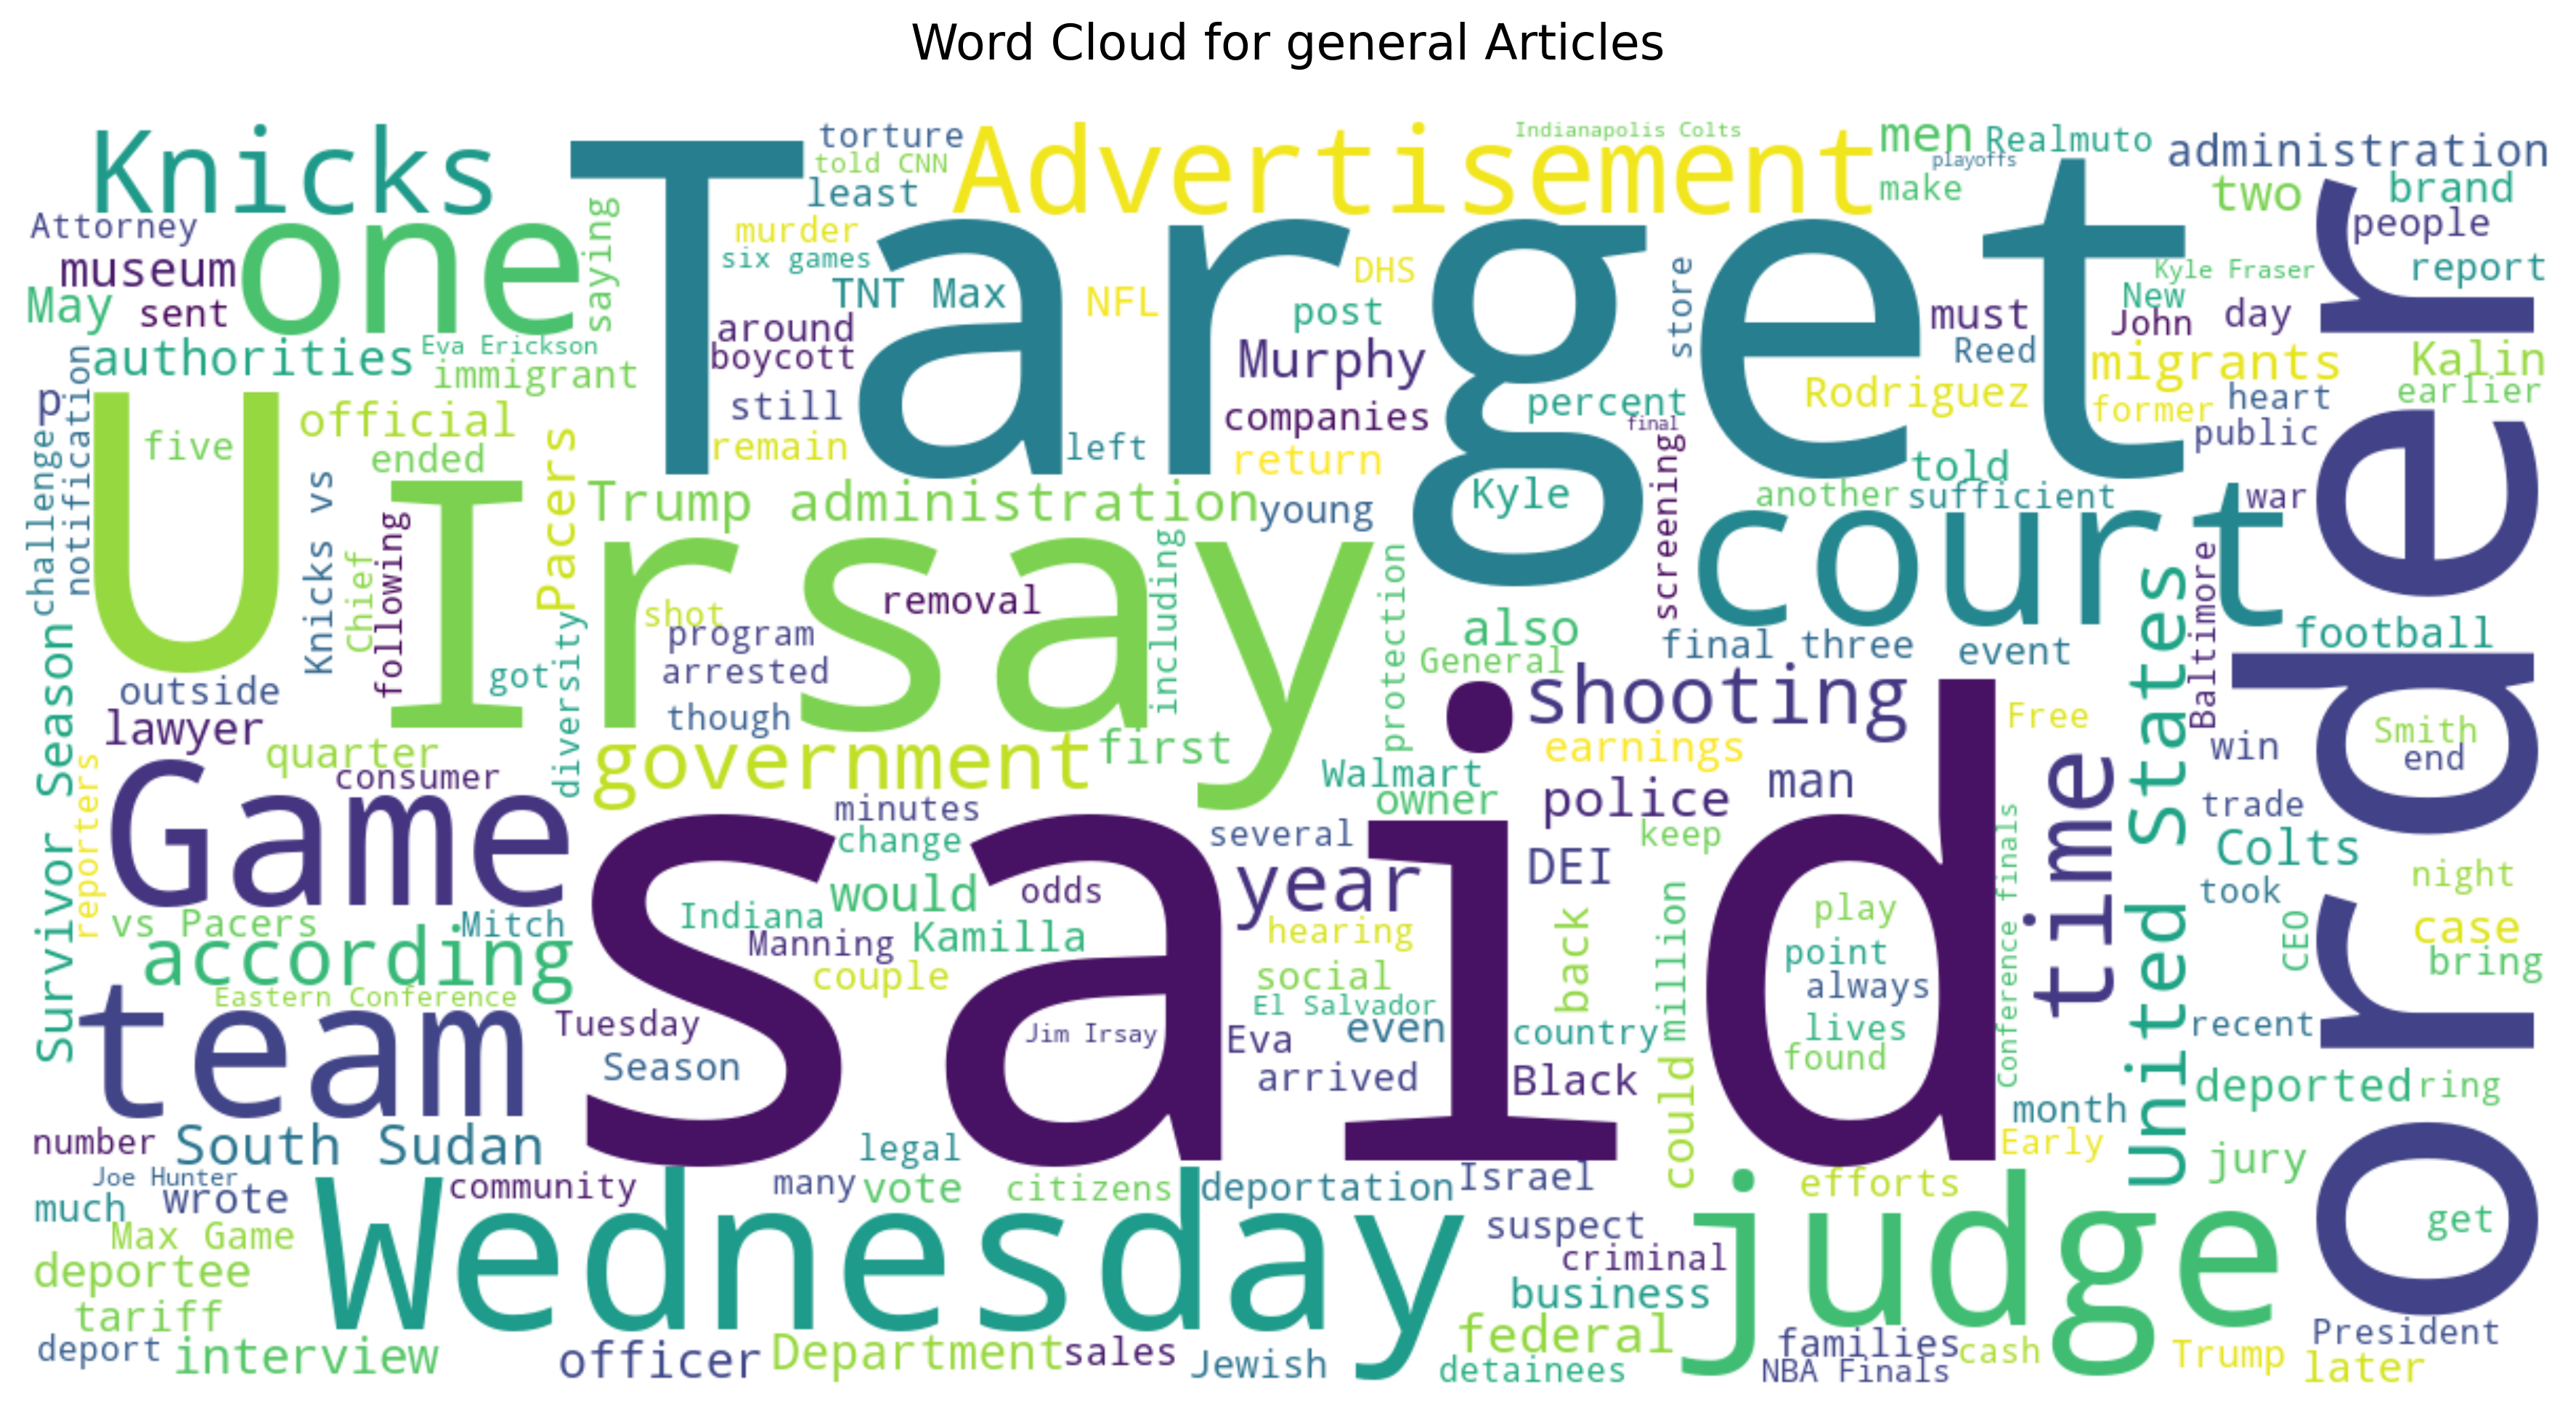 Word Cloud for general Articles
Knicks
torture
Advertisement
Indianapolis Colts
men
Realmuto
administration
told CNN
playoffs
least
make
two
brand
Attorney
one
saying
Target
murder
people
museum
six games
DHS
store
Kyle Fraser
report
May
sent
TNT Max
NFL
post
New
must
John
day
around
boycott
Murphy
Reed
authorities
Eva Erickson
immigrant
migrants
Kalin
earlier
p
notification
still
companies
percent
Rodriguez
former
heart
order
official
five
remain
left
return
final
public
ended
told
challenge
U
Knicks vs
Pacers
Trump administration
young
Kyle
screening
another
sufficient
war
Irsay
court
following
Chief
including
protection
removal
Baltimore
shot
program
also
football
diversity
General
final three
event
arrested
got
Survivor Season
outside
though
shooting
United States
lawyer
quarter
government
first
Free
Smith
win
end
earnings
consumer
reporters
Walmart
owner
police
man
time
Game
minutes
trade
change
several
said
keep
Colts
Conference finals
year
DEI
would
odds
night
took
vs Pacers
Mitch
Indiana
Manning
Kamilla
hearing
back
million
play
CEO
case
according
point
bring
couple
social
always
Eastern Conference
El Salvador
team
Tuesday
Jim Irsay
Eva
even
country
lives
recent
found
Season
arrived
Black
could
deported
ring
month
number
South Sudan
legal
Early
Joe Hunter
wrote
community
many
vote
citizens
deportation
Israel
efforts
jury
much
Wednesday
judge
Max Game
suspect
get
deportee
criminal
business
tariff
federal
families
President
deport
interview
officer
Department
sales
Jewish
detainees
NBA Finals
cash
Trump
later